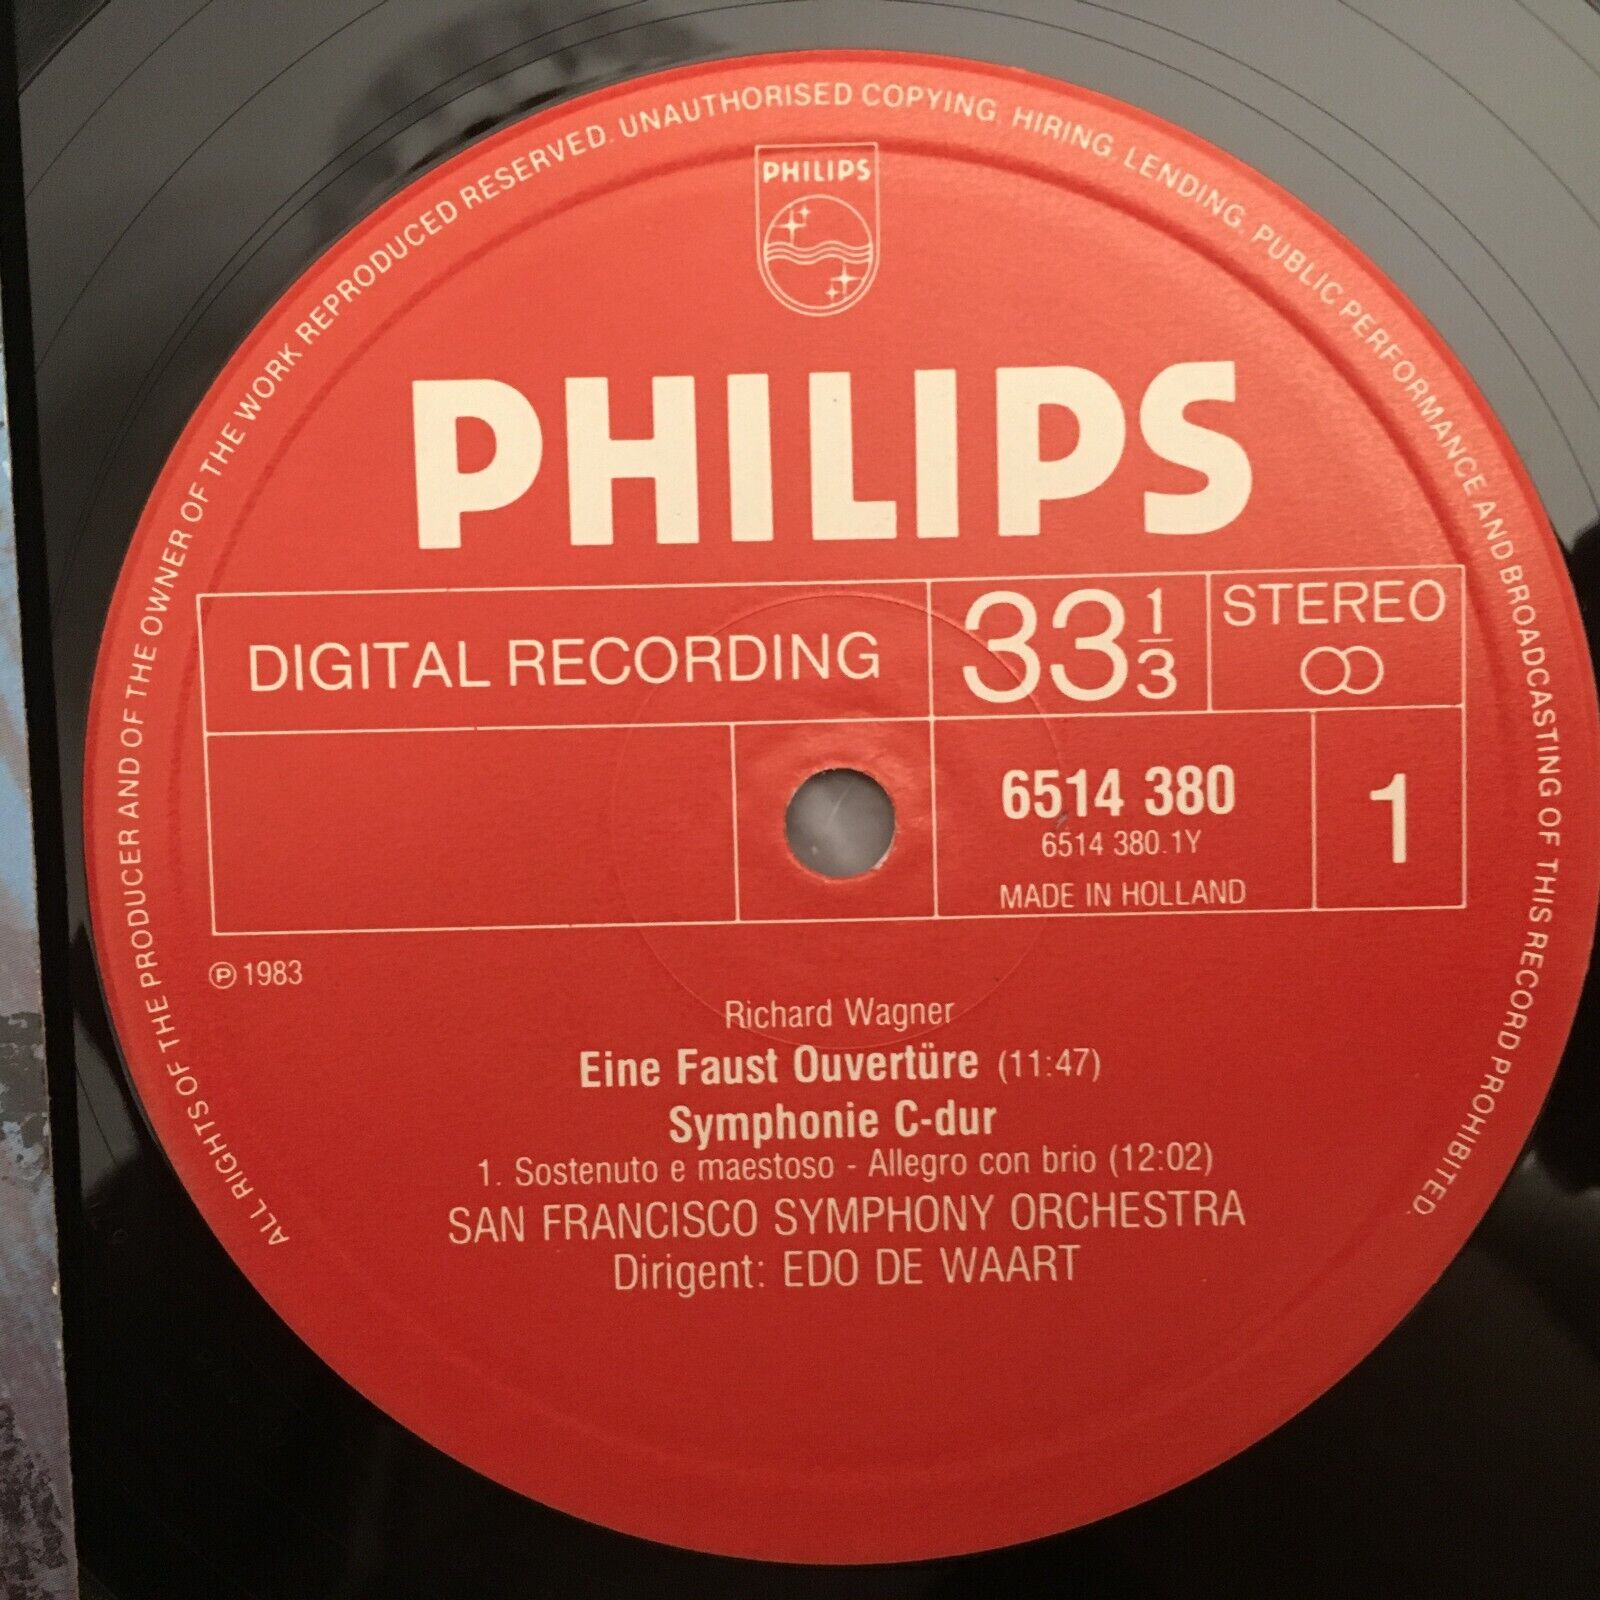 ALL RIGHTS OF THE PRODUCER AND OF THE OWNER OF THE WORK REPRODUCED RESERVED. UNAUTHORISED COPYING, HIRING, LENDING, PUBLIC PERFORMANCE AND BROADCASTING OF THIS RECORD PROHIBITED.
PHILIPS
PHILIPS
DIGITAL RECORDING
33 1/3
STEREO
6514 380
6514 380.1Y
MADE IN HOLLAND
1
℗ 1983
Richard Wagner
Eine Faust Ouvertüre (11:47)
Symphonie C-dur
1. Sostenuto e maestoso - Allegro con brio (12:02)
SAN FRANCISCO SYMPHONY ORCHESTRA
Dirigent: EDO DE WAART